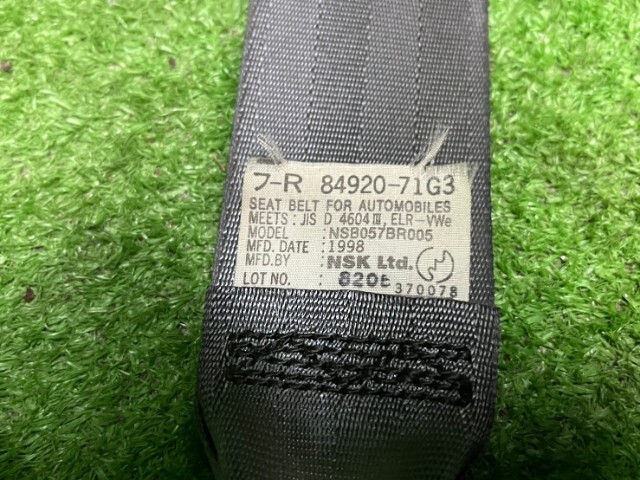 フ-R 84920-71G3
SEAT BELT FOR AUTOMOBILES
MEETS : JIS D 4604 III, ELR-VWe
MODEL : NSB057BR005
MFD. DATE : 1998
MFD.BY : NSK Ltd.
LOT NO. :
370078